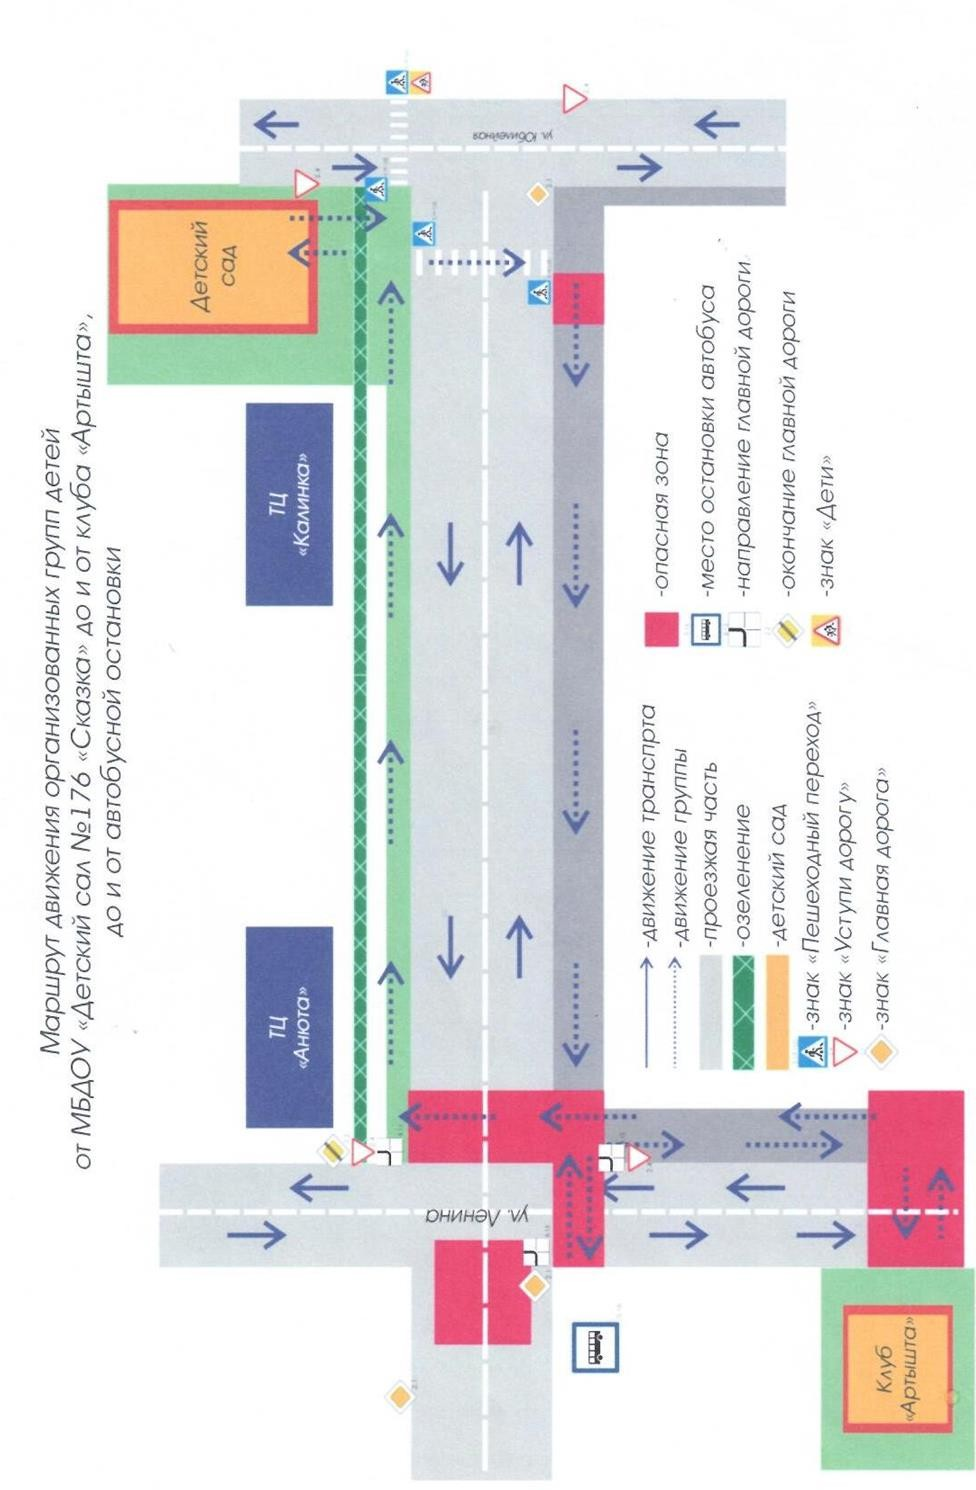 Маршрут движения организованных групп детей
от МБДОУ «Детский сал №176 «Сказка» до и от клуба «Артышта»,
до и от автобусной остановки
Детский
сад
ТЦ
«Калинка»
ТЦ
«Анюта»
ул. Юбилейная
ул. Ленина
Клуб
«Артышта»
-движение транспрта
-движение группы
-проезжая часть
-озеленение
-детский сад
-знак «Пешеходный переход»
-знак «Уступи дорогу»
-знак «Главная дорога»
-опасная зона
-место остановки автобуса
-направление главной дороги
-окончание главной дороги
-знак «Дети»